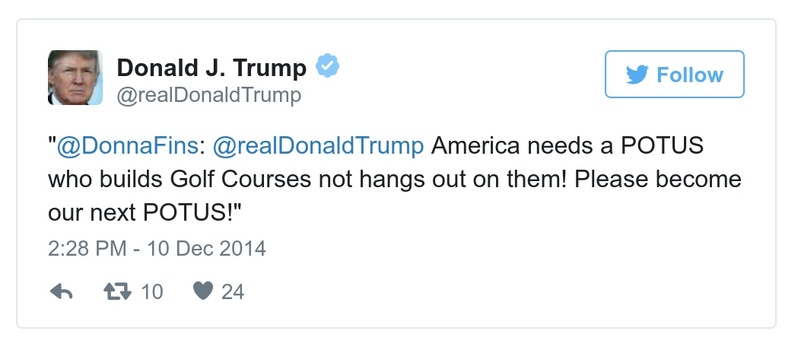 Donald J. Trump
@realDonaldTrump
Follow
"@DonnaFins: @realDonaldTrump America needs a POTUS
who builds Golf Courses not hangs out on them! Please become
our next POTUS!"
2:28 PM - 10 Dec 2014
10 24